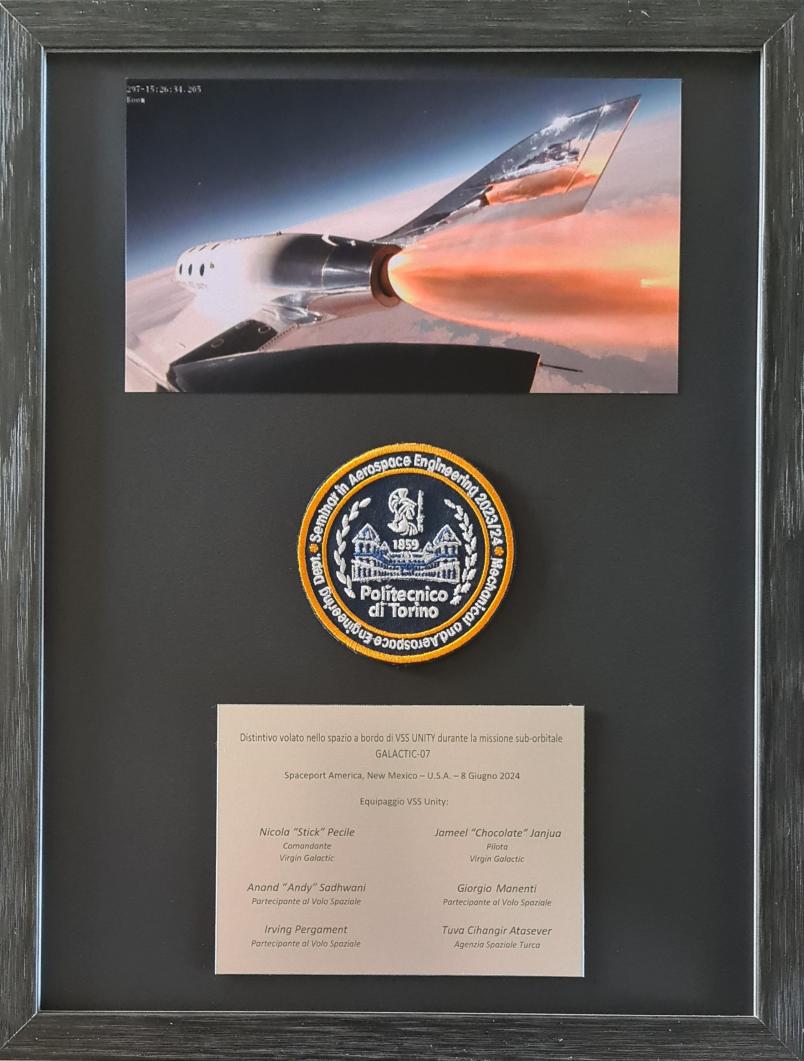 297-15:26:34.205
Boom
Seminar in Aerospace Engineering 2023/24
Mechanical and Aerospace Engineering Dept.
1859
Politecnico
di Torino
Distintivo volato nello spazio a bordo di VSS UNITY durante la missione sub-orbitale
GALACTIC-07
Spaceport America, New Mexico – U.S.A. – 8 Giugno 2024
Equipaggio VSS Unity:
Nicola "Stick" Pecile
Comandante
Virgin Galactic
Jameel "Chocolate" Janjua
Pilota
Virgin Galactic
Anand "Andy" Sadhwani
Partecipante al Volo Spaziale
Giorgio Manenti
Partecipante al Volo Spaziale
Irving Pergament
Partecipante al Volo Spaziale
Tuva Cihangir Atasever
Agenzia Spaziale Turca